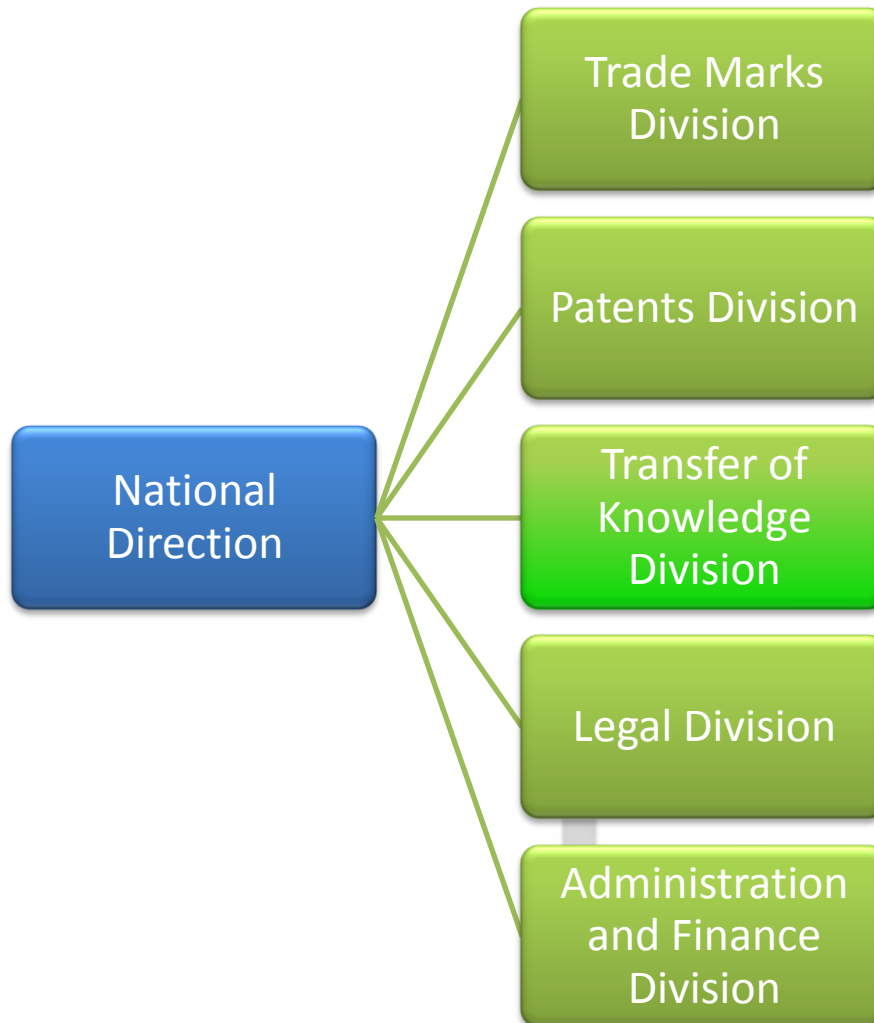 Trade Marks
Division
Patents Division
National
Direction
Transfer of
Knowledge
Division
Legal Division
Administration
and Finance
Division